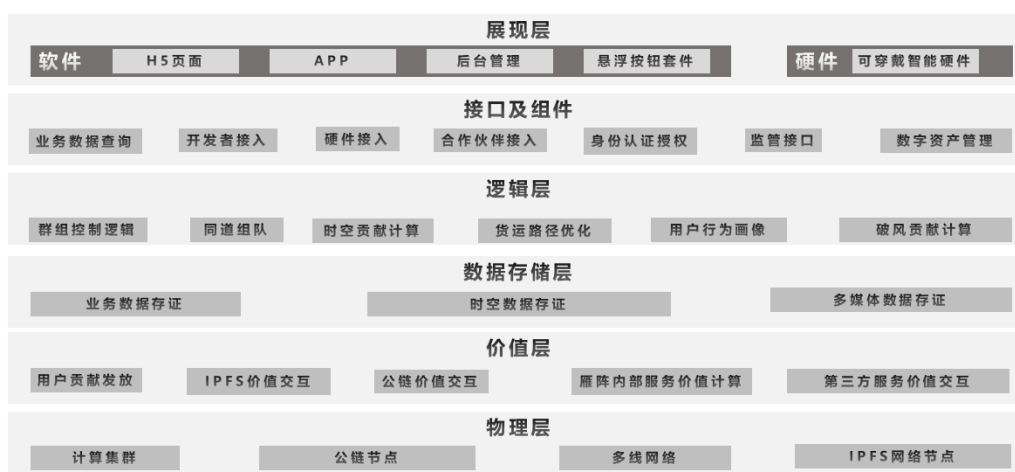 展现层
软件 H5页面 APP 后台管理 悬浮按钮套件 硬件 可穿戴智能硬件
接口及组件
业务数据查询 开发者接入 硬件接入 合作伙伴接入 身份认证授权 监管接口 数字资产管理
逻辑层
群组控制逻辑 同道组队 时空贡献计算 货运路径优化 用户行为画像 破风贡献计算
数据存储层
业务数据存证 时空数据存证 多媒体数据存证
价值层
用户贡献发放 IPFS价值交互 公链价值交互 雁阵内部服务价值计算 第三方服务价值交互
物理层
计算集群 公链节点 多线网络 IPFS网络节点